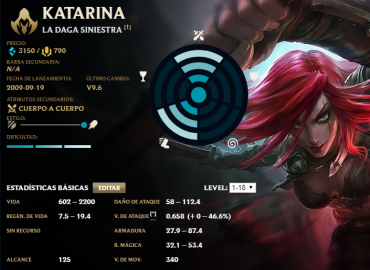 KATARINA
LA DAGA SINIESTRA [1]
PRECIO:
3150 / 790
BARRA SECUNDARIA:
N/A
FECHA DE LANZAMIENTO: ÚLTIMO CAMBIO:
2009-09-19 V9.6
ATRIBUTOS SECUNDARIOS:
CUERPO A CUERPO
ESTILO:
DIFICULTAD:
ESTADÍSTICAS BÁSICAS EDITAR LEVEL: 1-18
VIDA 602 – 2200 DAÑO DE ATAQUE 58 – 112.4
REGEN. DE VIDA 7.5 – 19.4 V. DE ATAQUE[*] 0.658 (+ 0 – 46.6%)
SIN RECURSO ARMADURA 27.9 – 87.4
R. MÁGICA 32.1 – 53.4
ALCANCE 125 V. DE MOV. 340